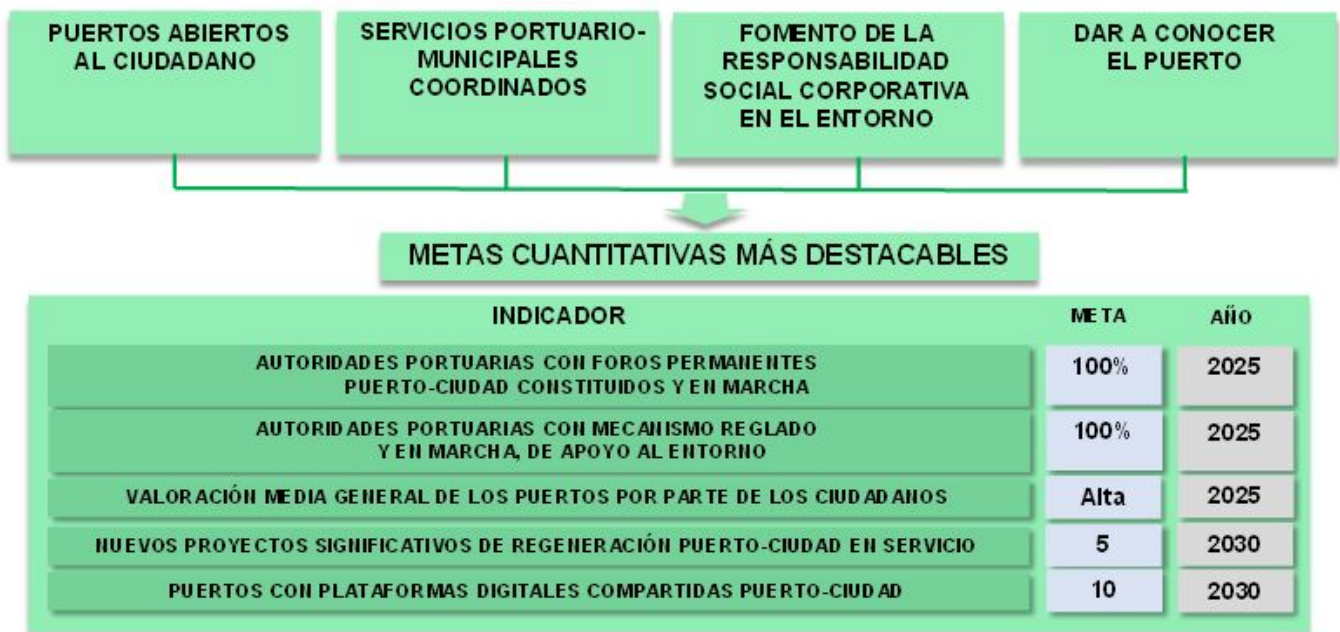 PUERTOS ABIERTOS
AL CIUDADANO
SERVICIOS PORTUARIO-
MUNICIPALES
COORDINADOS
FOMENTO DE LA
RESPONSABILIDAD
SOCIAL CORPORATIVA
EN EL ENTORNO
DAR A CONOCER
EL PUERTO
METAS CUANTITATIVAS MÁS DESTACABLES
INDICADOR META AÑO
AUTORIDADES PORTUARIAS CON FOROS PERMANENTES
PUERTO-CIUDAD CONSTITUIDOS Y EN MARCHA
100% 2025
AUTORIDADES PORTUARIAS CON MECANISMO REGLADO
Y EN MARCHA, DE APOYO AL ENTORNO
100% 2025
VALORACIÓN MEDIA GENERAL DE LOS PUERTOS POR PARTE DE LOS CIUDADANOS Alta 2025
NUEVOS PROYECTOS SIGNIFICATIVOS DE REGENERACIÓN PUERTO-CIUDAD EN SERVICIO 5 2030
PUERTOS CON PLATAFORMAS DIGITALES COMPARTIDAS PUERTO-CIUDAD 10 2030